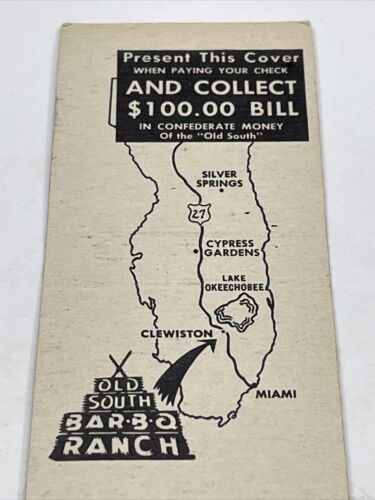 Present This Cover
WHEN PAYING YOUR CHECK
AND COLLECT
$100.00 BILL
IN CONFEDERATE MONEY
Of the "Old South"
SILVER
SPRINGS
27
CYPRESS
GARDENS
LAKE
OKEECHOBEE
CLEWISTON
MIAMI
OLD
SOUTH
BAR-B-Q
RANCH